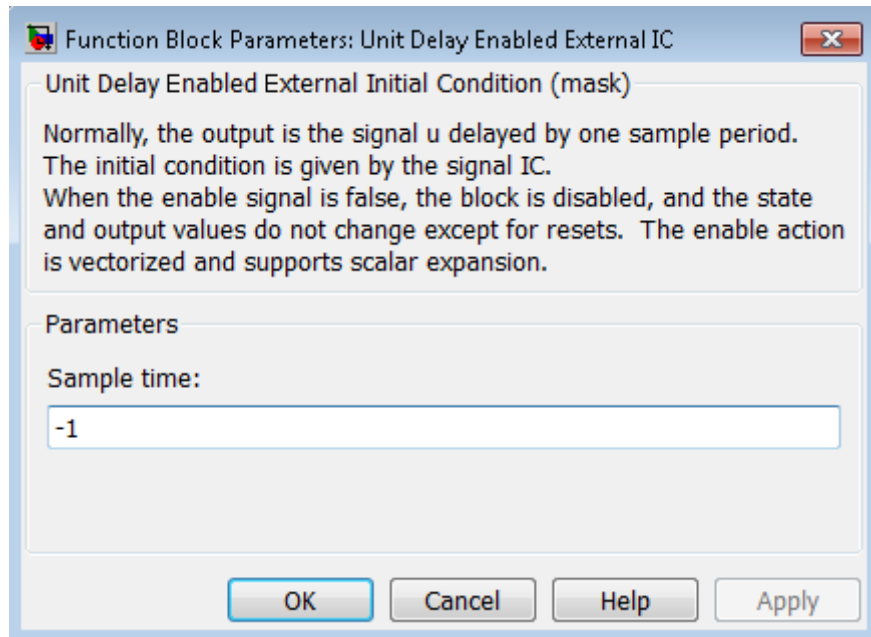 Function Block Parameters: Unit Delay Enabled External IC
Unit Delay Enabled External Initial Condition (mask)
Normally, the output is the signal u delayed by one sample period.
The initial condition is given by the signal IC.
When the enable signal is false, the block is disabled, and the state
and output values do not change except for resets.  The enable action
is vectorized and supports scalar expansion.
Parameters
Sample time:
-1
OK Cancel Help Apply